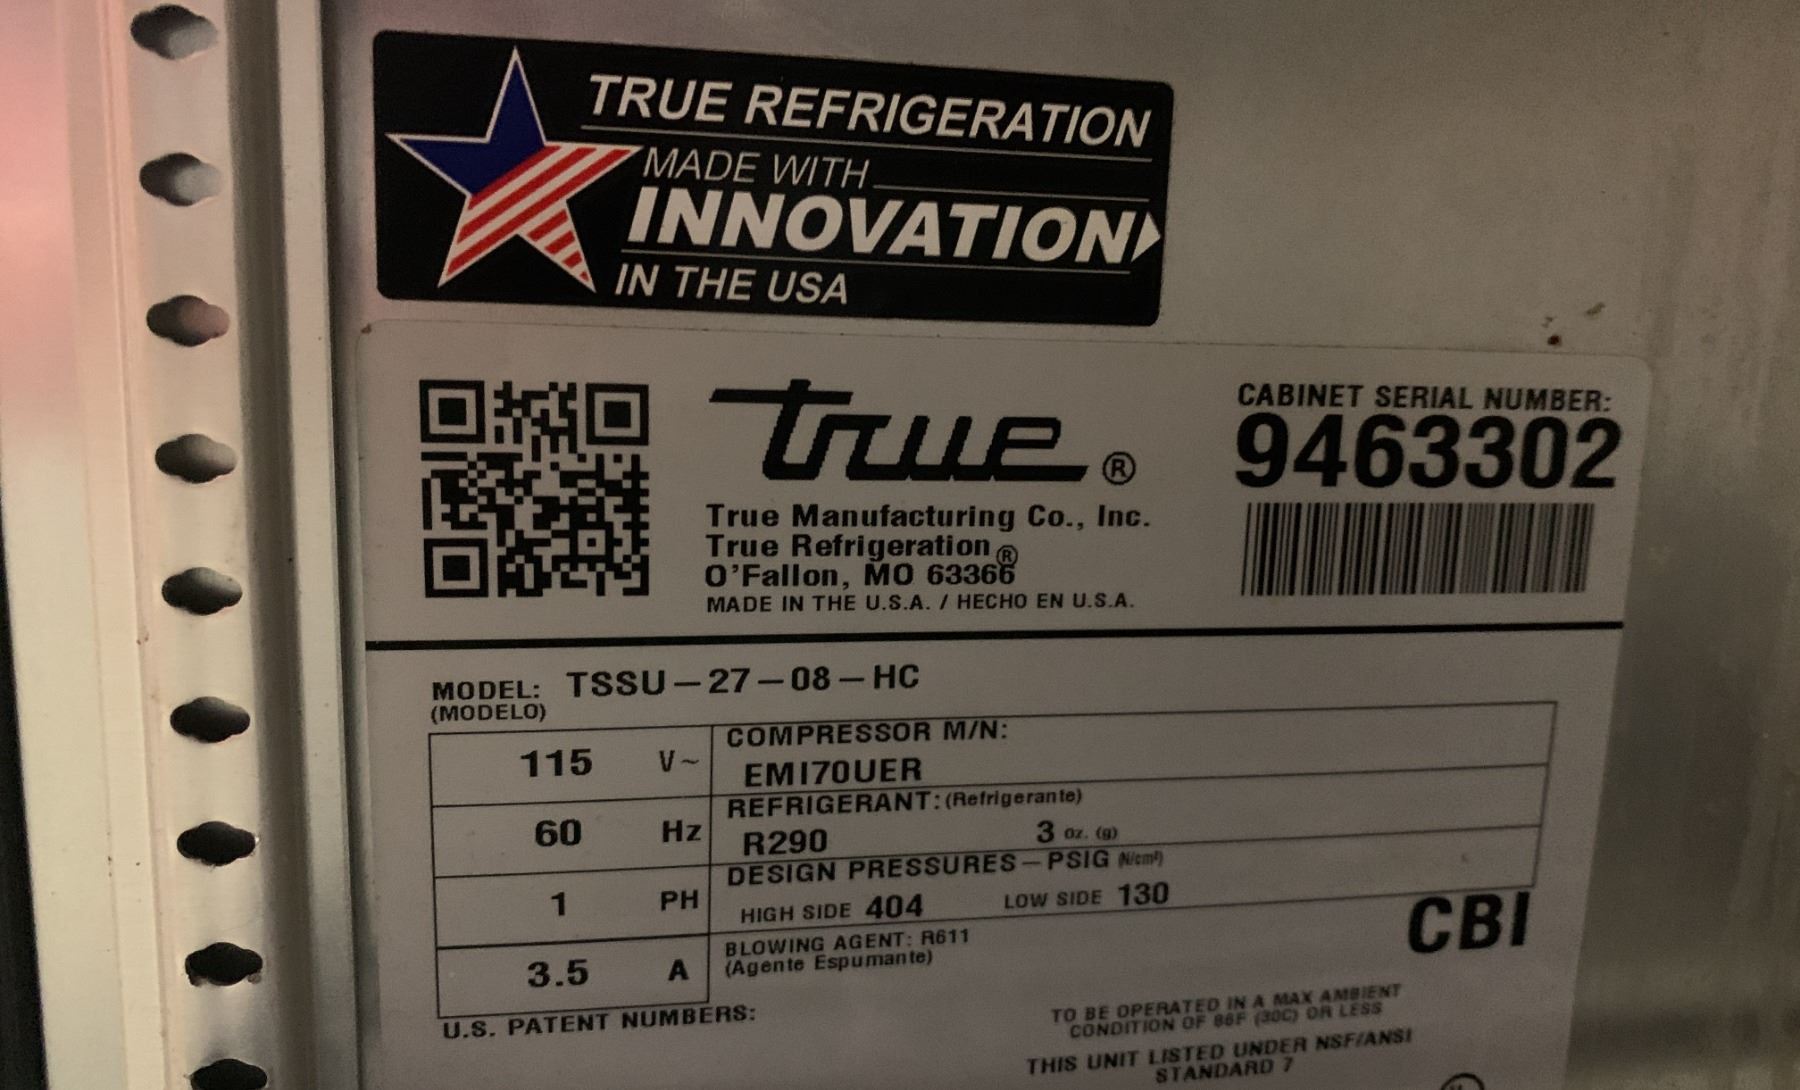 TRUE REFRIGERATION
MADE WITH
INNOVATION
IN THE USA
true®
True Manufacturing Co., Inc.
True Refrigeration®
O'Fallon, MO 63366
MADE IN THE U.S.A. / HECHO EN U.S.A.
CABINET SERIAL NUMBER:
9463302
MODEL: TSSU-27-08-HC
(MODELO)
115 V~
60 Hz
1 PH
3.5 A
COMPRESSOR M/N:
EMI70UER
REFRIGERANT: (Refrigerante)
R290 3 oz. (g)
DESIGN PRESSURES-PSIG (N/cm²)
HIGH SIDE 404 LOW SIDE 130
BLOWING AGENT: R611
(Agente Espumante)
CBI
U.S. PATENT NUMBERS:
TO BE OPERATED IN A MAX AMBIENT
CONDITION OF 86F (30C) OR LESS
THIS UNIT LISTED UNDER NSF/ANSI
STANDARD 7